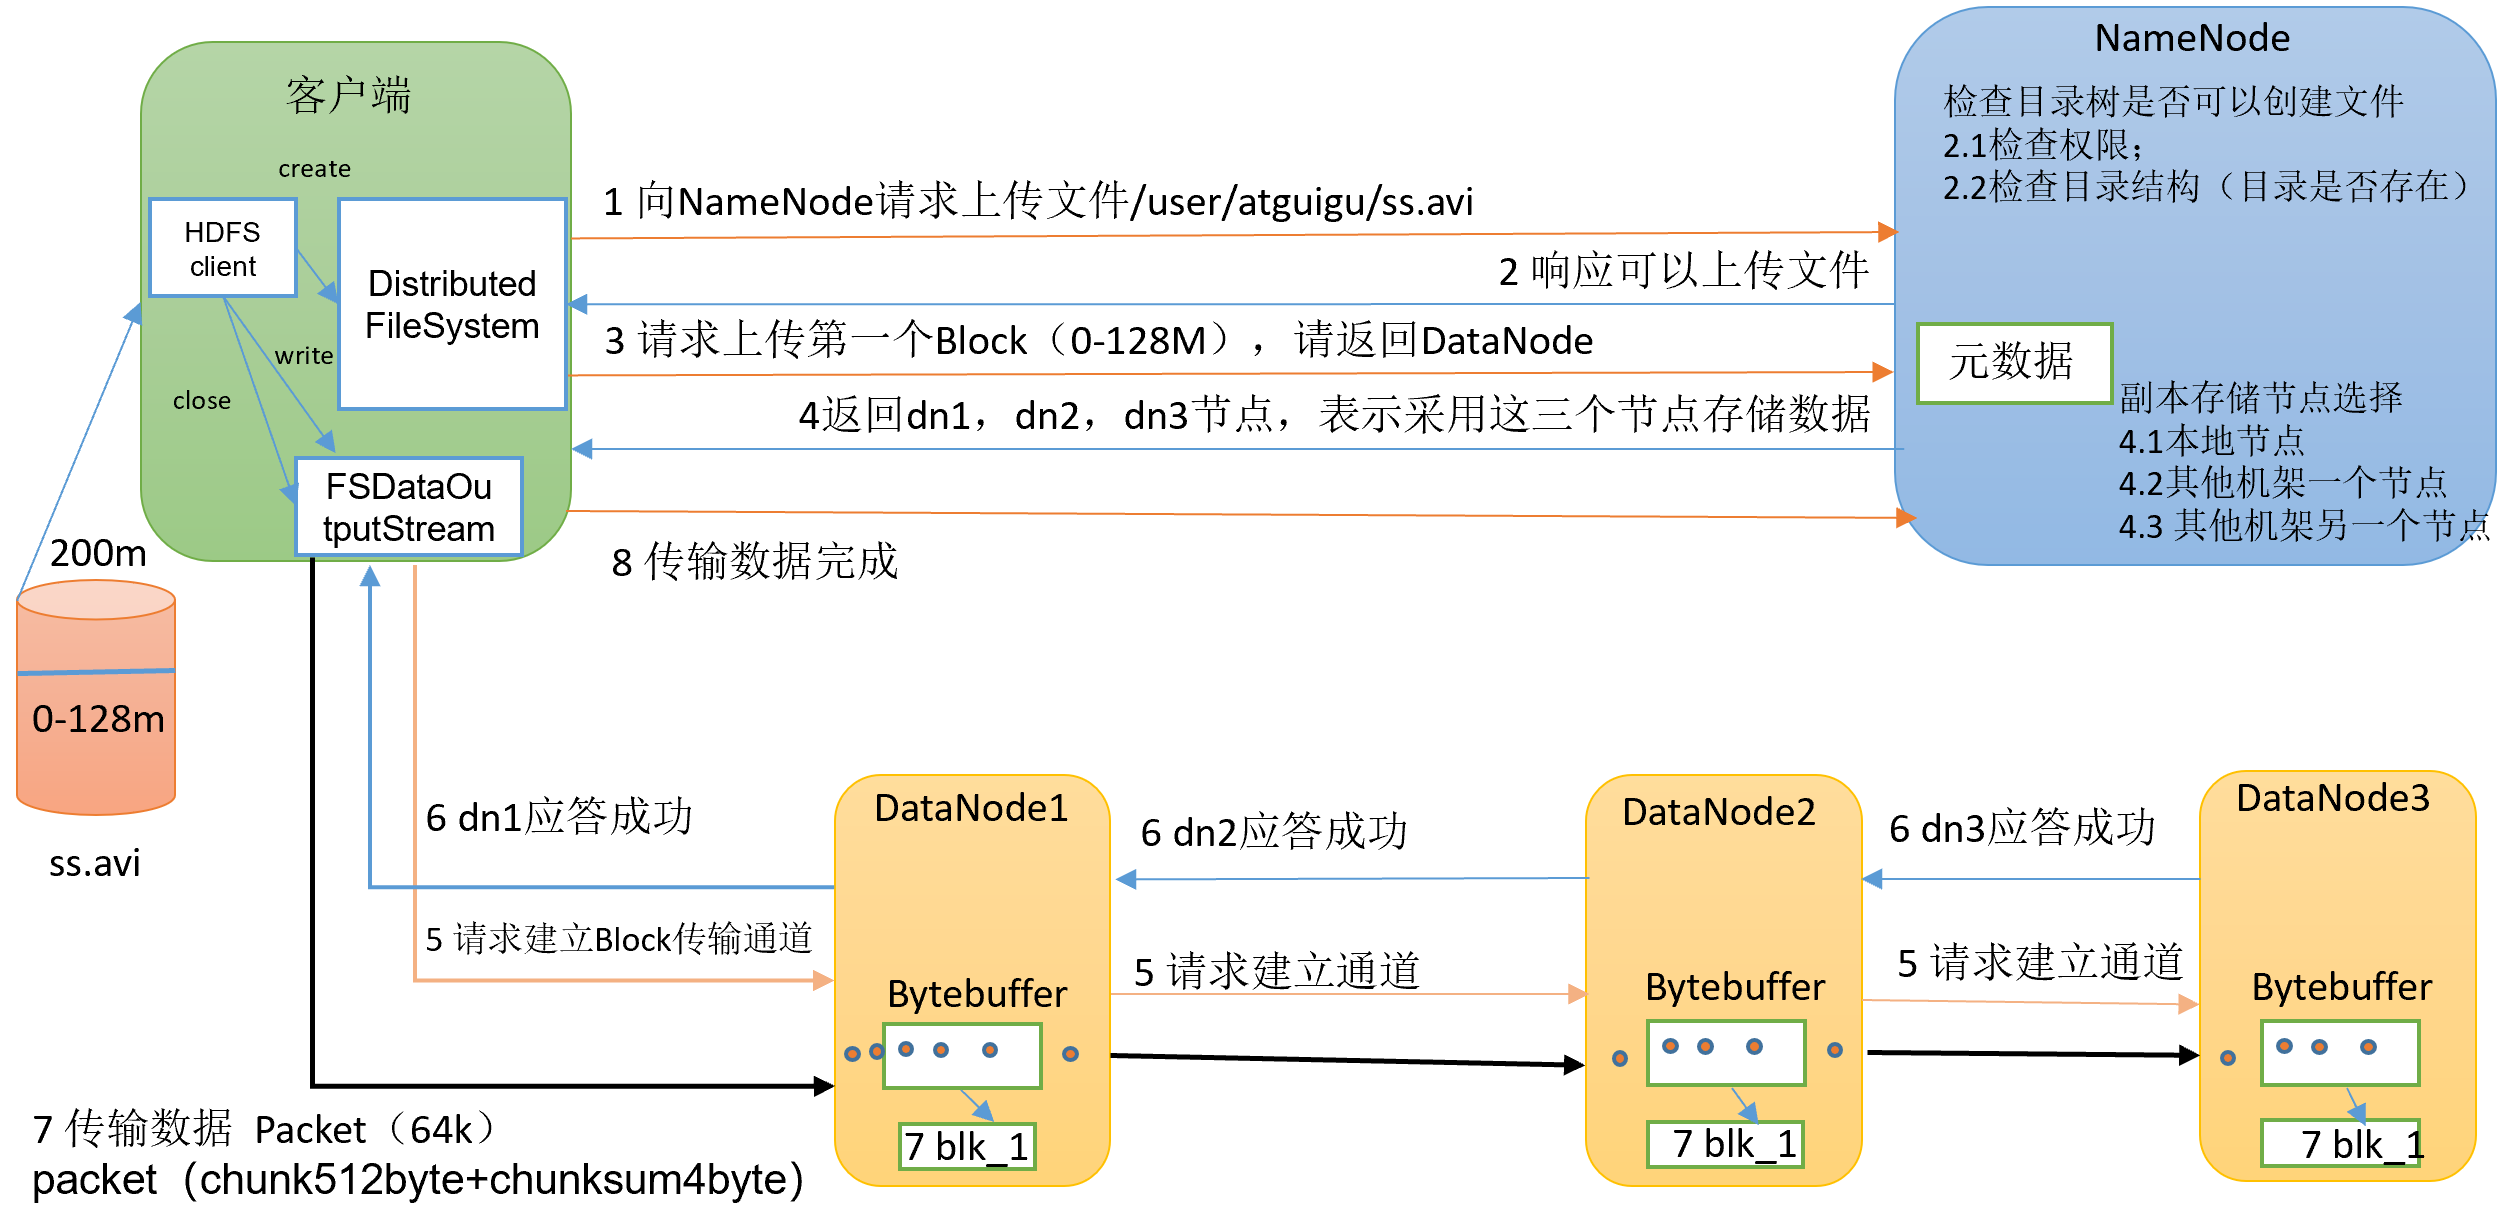 客户端
create
HDFS
client
Distributed
FileSystem
write
close
FSDataOu
tputStream
200m
0-128m
ss.avi
1 向NameNode请求上传文件/user/atguigu/ss.avi
2 响应可以上传文件
3 请求上传第一个Block（0-128M），请返回DataNode
4返回dn1，dn2，dn3节点，表示采用这三个节点存储数据
8 传输数据完成
NameNode
检查目录树是否可以创建文件
2.1检查权限；
2.2检查目录结构（目录是否存在）
元数据
副本存储节点选择
4.1本地节点
4.2其他机架一个节点
4.3 其他机架另一个节点
6 dn1应答成功
5 请求建立Block传输通道
DataNode1
Bytebuffer
7 blk_1
6 dn2应答成功
5 请求建立通道
DataNode2
Bytebuffer
7 blk_1
6 dn3应答成功
5 请求建立通道
DataNode3
Bytebuffer
7 blk_1
7 传输数据 Packet（64k）
packet（chunk512byte+chunksum4byte）